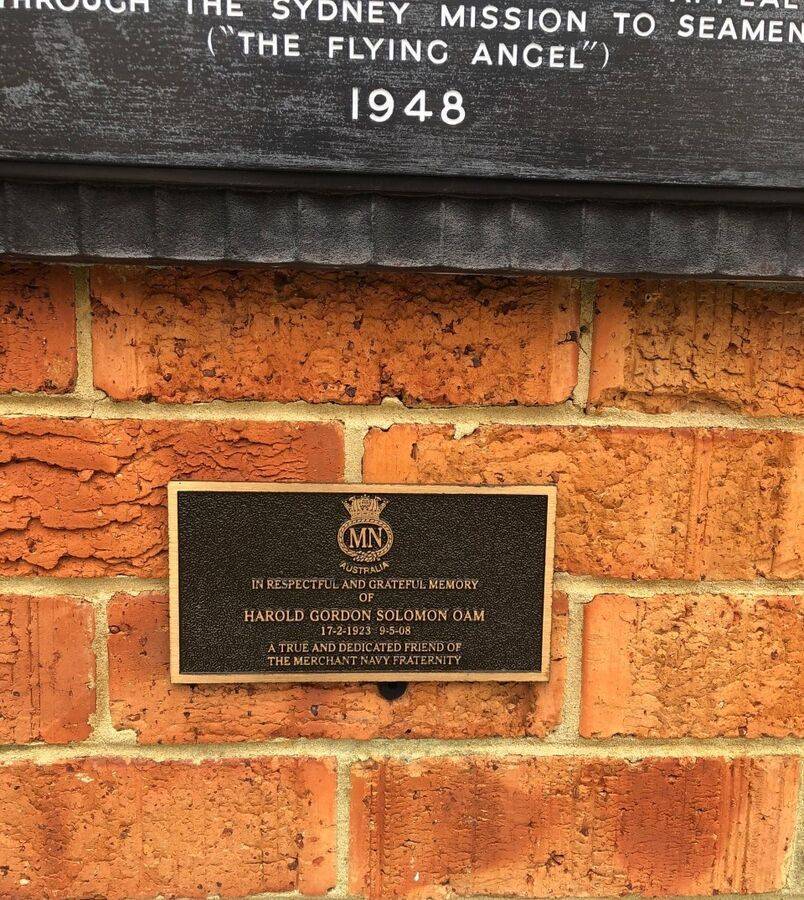 THROUGH THE SYDNEY MISSION TO SEAMEN
("THE FLYING ANGEL")
1948
MN
AUSTRALIA
IN RESPECTFUL AND GRATEFUL MEMORY
OF
HAROLD GORDON SOLOMON OAM
17-2-1923 9-5-08
A TRUE AND DEDICATED FRIEND OF
THE MERCHANT NAVY FRATERNITY